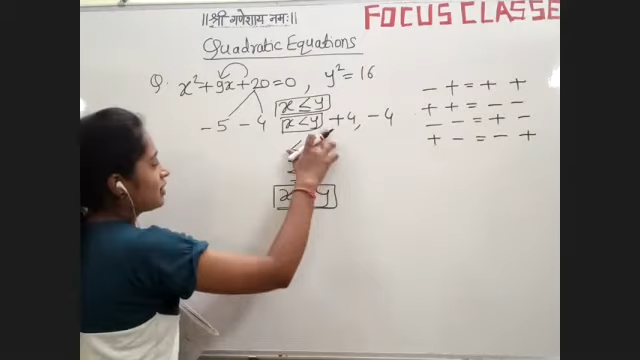 ||श्री गणेशाय नमः||
FOCUS CLASSE
Quadratic Equations
Q. x²+9x+20=0, y²=16
x≤y
-5 -4 x<y +4, -4
- + = + +
+ + = - -
- - = + -
+ - = - +